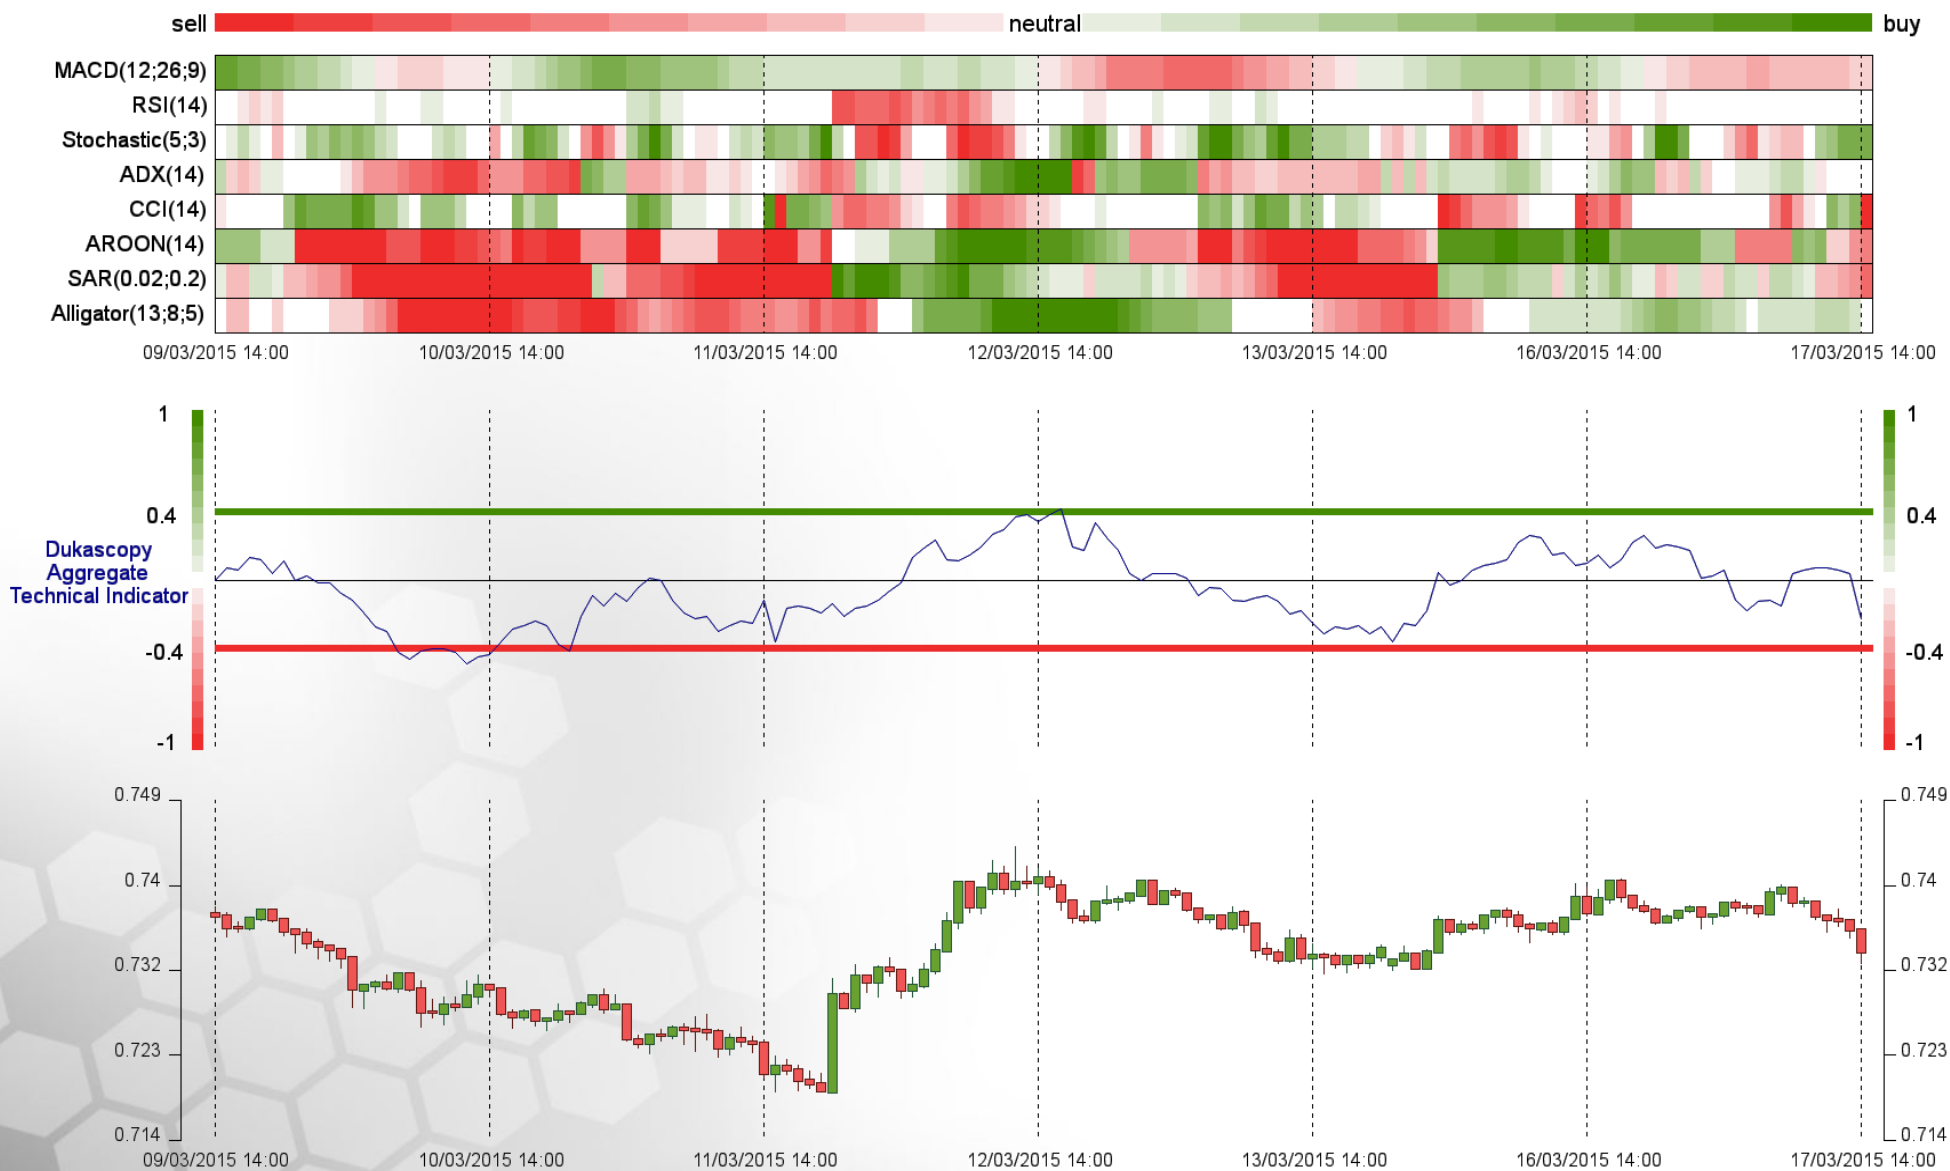 sell neutral buy
MACD(12;26;9)
RSI(14)
Stochastic(5;3)
ADX(14)
CCI(14)
AROON(14)
SAR(0.02;0.2)
Alligator(13;8;5)
09/03/2015 14:00 10/03/2015 14:00 11/03/2015 14:00 12/03/2015 14:00 13/03/2015 14:00 16/03/2015 14:00 17/03/2015 14:00
1 1
0.4 0.4
Dukascopy
Aggregate
Technical Indicator
-0.4 -0.4
-1 -1
0.749 0.749
0.74 0.74
0.732 0.732
0.723 0.723
0.714 0.714
09/03/2015 14:00 10/03/2015 14:00 11/03/2015 14:00 12/03/2015 14:00 13/03/2015 14:00 16/03/2015 14:00 17/03/2015 14:00